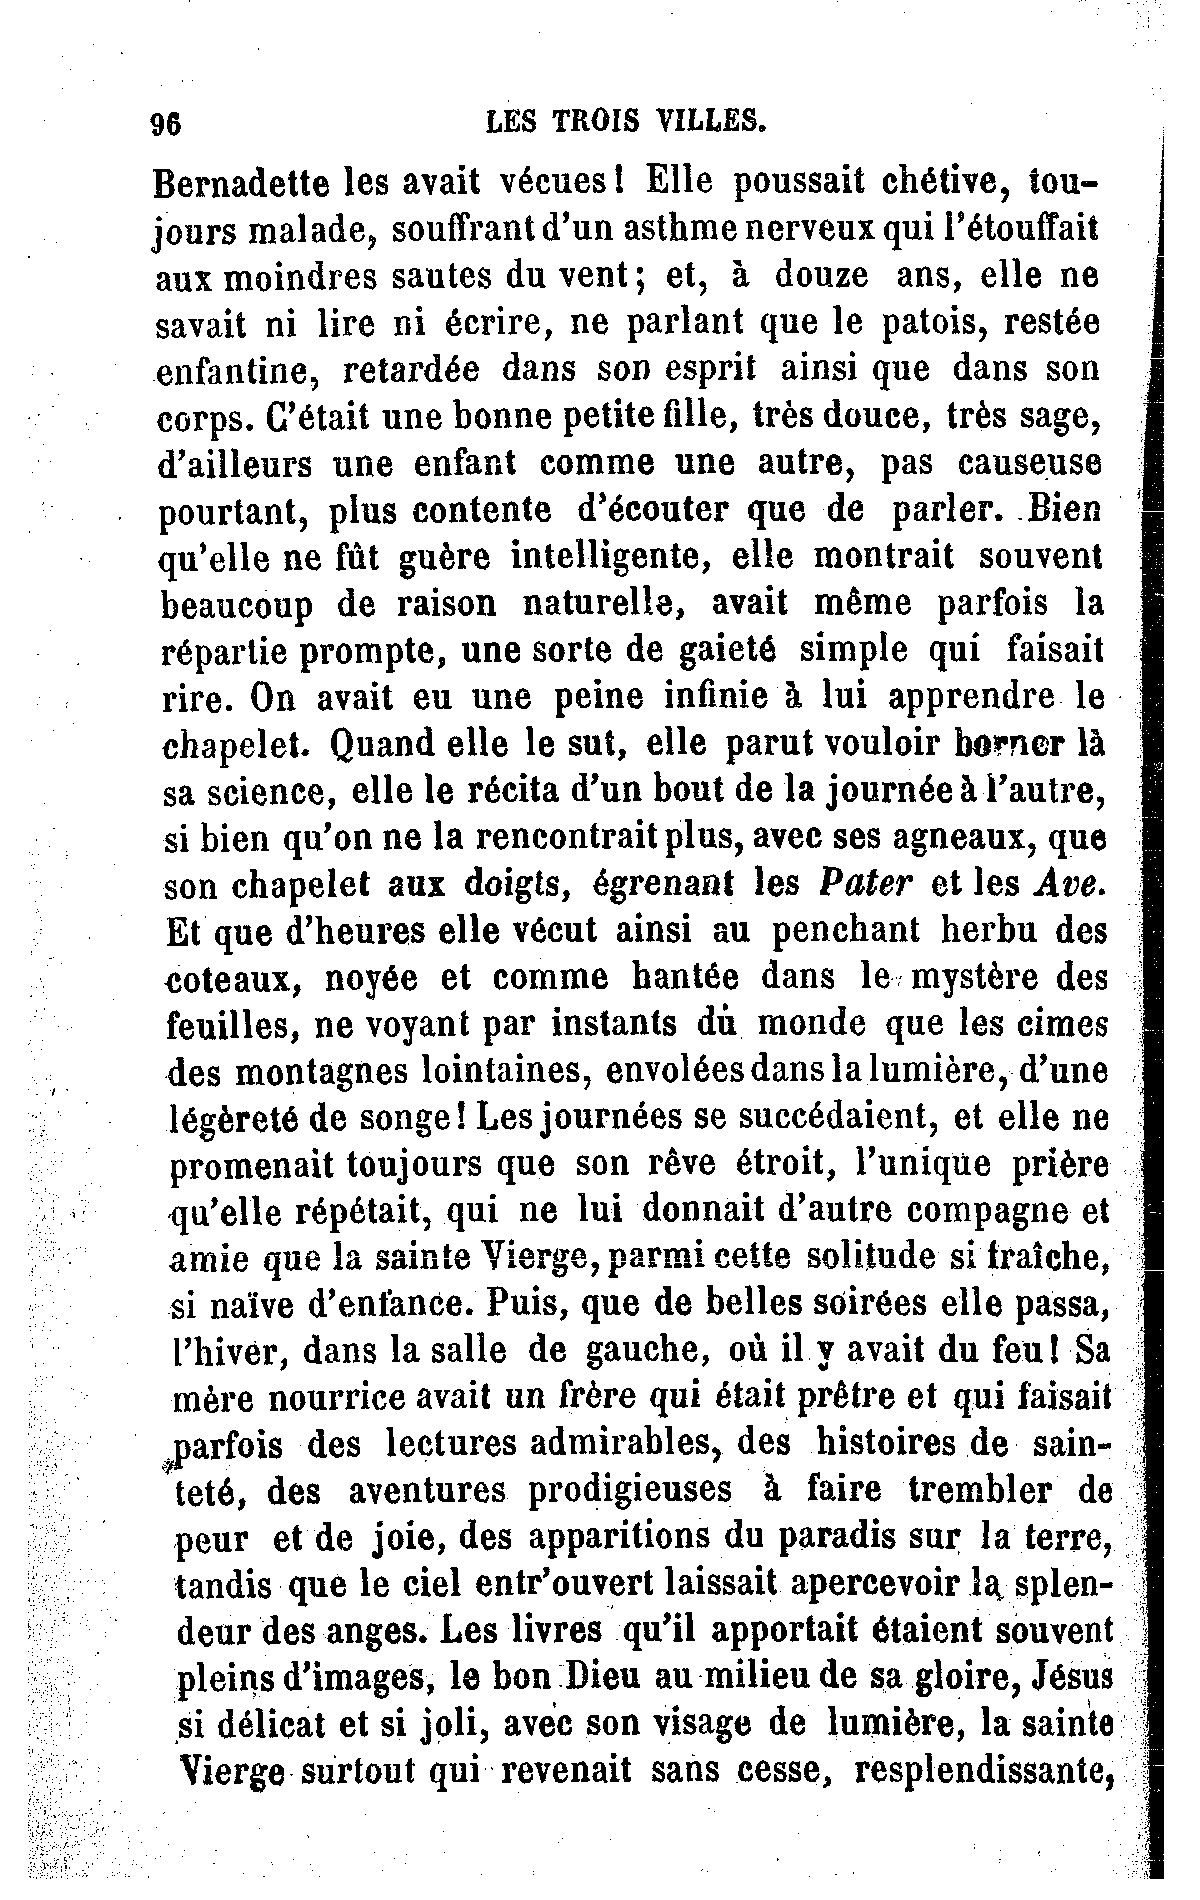 96 LES TROIS VILLES.
Bernadette les avait vécues ! Elle poussait chétive, tou-
jours malade, souffrant d'un asthme nerveux qui l'étouffait
aux moindres sautes du vent ; et, à douze ans, elle ne
savait ni lire ni écrire, ne parlant que le patois, restée
enfantine, retardée dans son esprit ainsi que dans son
corps. C'était une bonne petite fille, très douce, très sage,
d'ailleurs une enfant comme une autre, pas causeuse
pourtant, plus contente d'écouter que de parler. Bien
qu'elle ne fût guère intelligente, elle montrait souvent
beaucoup de raison naturelle, avait même parfois la
répartie prompte, une sorte de gaieté simple qui faisait
rire. On avait eu une peine infinie à lui apprendre le
chapelet. Quand elle le sut, elle parut vouloir borner là
sa science, elle le récita d'un bout de la journée à l'autre,
si bien qu'on ne la rencontrait plus, avec ses agneaux, que
son chapelet aux doigts, égrenant les Pater et les Ave.
Et que d'heures elle vécut ainsi au penchant herbu des
coteaux, noyée et comme hantée dans le mystère des
feuilles, ne voyant par instants du monde que les cimes
des montagnes lointaines, envolées dans la lumière, d'une
légèreté de songe ! Les journées se succédaient, et elle ne
promenait toujours que son rêve étroit, l'unique prière
qu'elle répétait, qui ne lui donnait d'autre compagne et
amie que la sainte Vierge, parmi cette solitude si fraîche,
si naïve d'enfance. Puis, que de belles soirées elle passa,
l'hiver, dans la salle de gauche, où il y avait du feu ! Sa
mère nourrice avait un frère qui était prêtre et qui faisait
parfois des lectures admirables, des histoires de sain-
teté, des aventures prodigieuses à faire trembler de
peur et de joie, des apparitions du paradis sur la terre,
tandis que le ciel entr'ouvert laissait apercevoir la splen-
deur des anges. Les livres qu'il apportait étaient souvent
pleins d'images, le bon Dieu au milieu de sa gloire, Jésus
si délicat et si joli, avec son visage de lumière, la sainte
Vierge surtout qui revenait sans cesse, resplendissante,